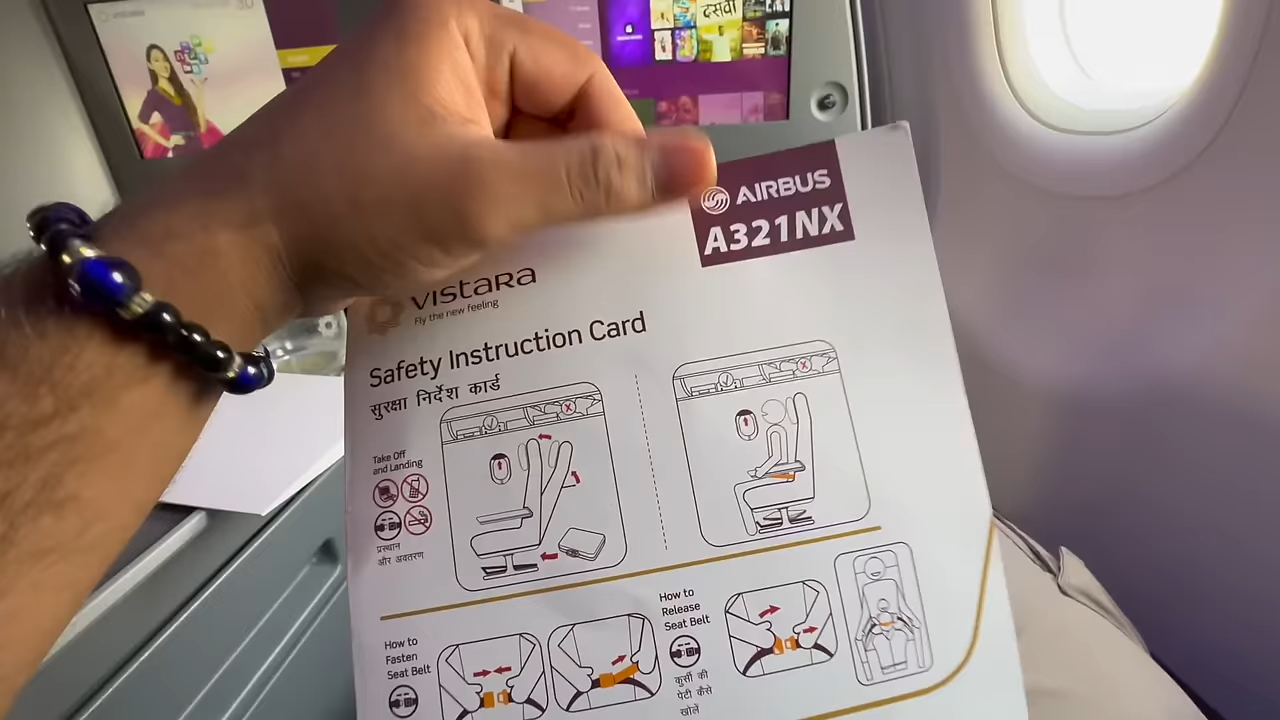 दसवीं
AIRBUS
A321NX
VISTARA
Fly the new feeling
Safety Instruction Card
सुरक्षा निर्देश कार्ड
Take Off
and Landing
प्रस्थान
और अवतरण
How to
Fasten
Seat Belt
How to
Release
Seat Belt
कुर्सी की
पेटी कैसे
खोलें